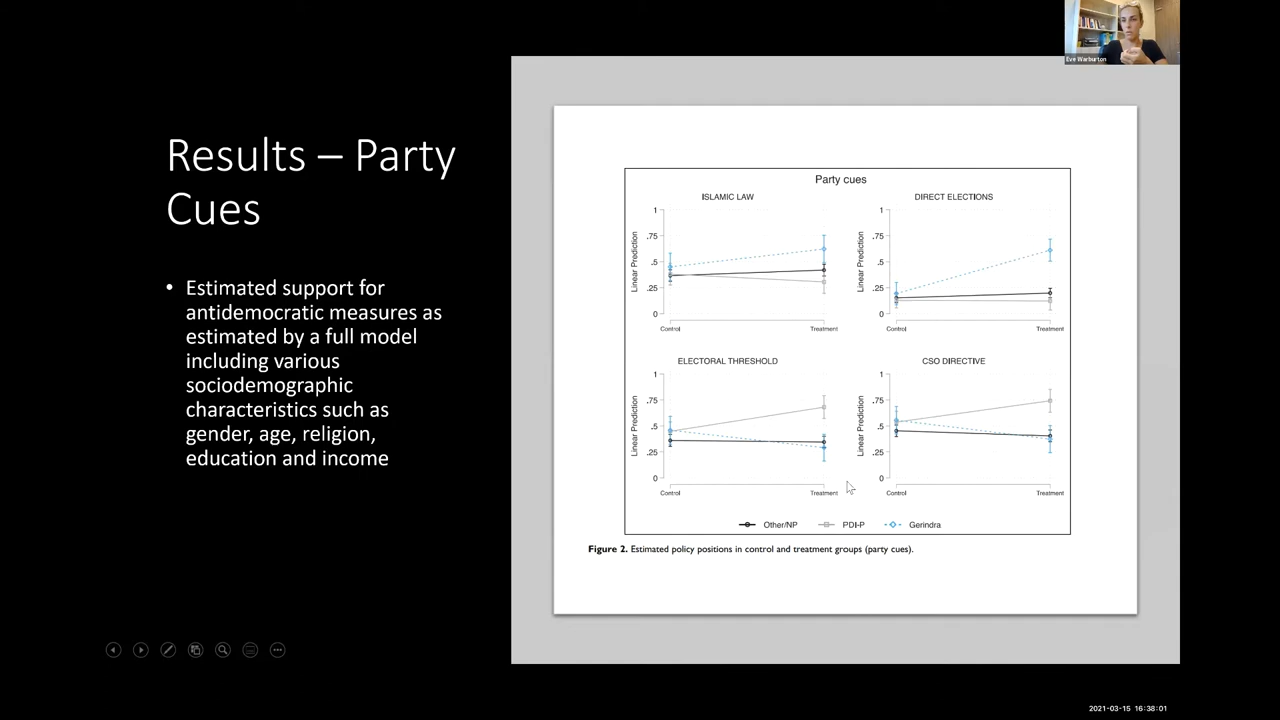 Eve Warburton
Results – Party
Cues
• Estimated support for
antidemocratic measures as
estimated by a full model
including various
sociodemographic
characteristics such as
gender, age, religion,
education and income
Party cues
ISLAMIC LAW
1
.75
.5
.25
0
Linear Prediction
Control
Treatment
DIRECT ELECTIONS
1
.75
.5
.25
0
Linear Prediction
Control
Treatment
ELECTORAL THRESHOLD
1
.75
.5
.25
0
Linear Prediction
Control
Treatment
CSO DIRECTIVE
1
.75
.5
.25
0
Linear Prediction
Control
Treatment
Other/NP PDI-P Gerindra
Figure 2. Estimated policy positions in control and treatment groups (party cues).
2021-03-15 16:38:01